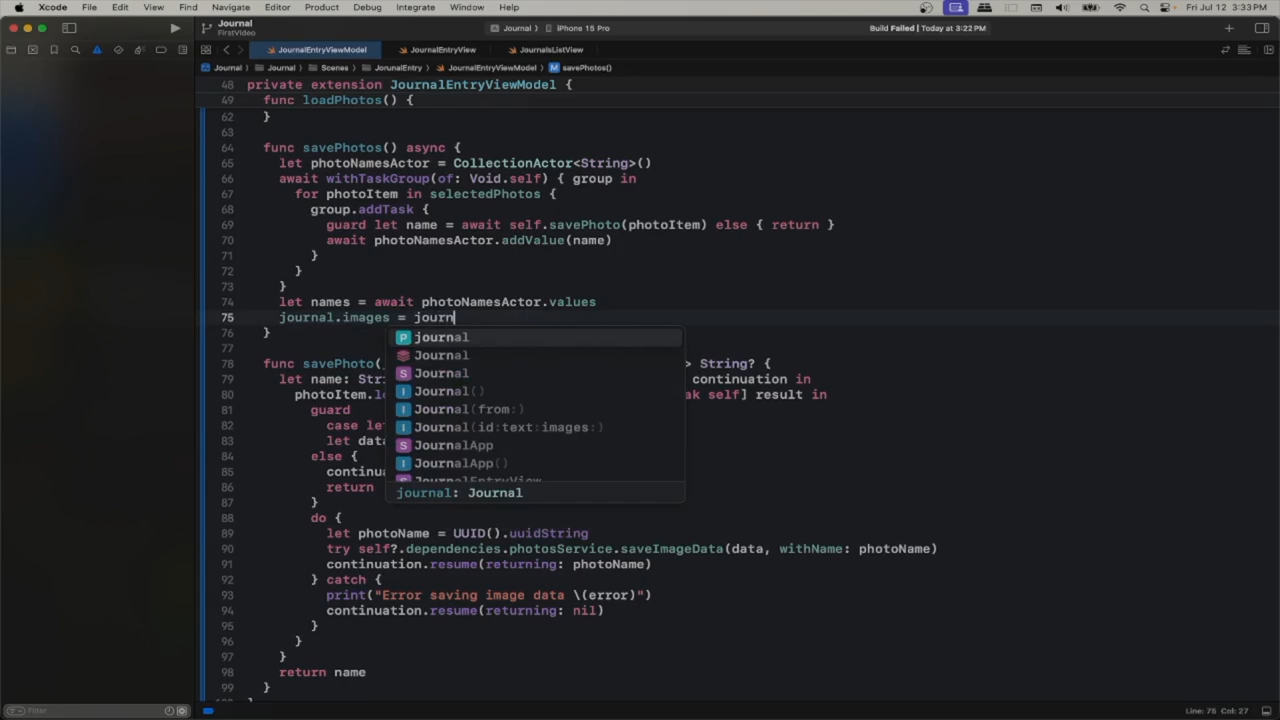 Xcode File Edit View Find Navigate Editor Product Debug Integrate Window Help Fri Jul 12 3:33 PM
Journal
FirstVideo
Journal iPhone 15 Pro Build Failed | Today at 3:22 PM
JournalEntryViewModel JournalEntryView JournalsListView
Journal Journal Scenes JorunalEntry JournalEntryViewModel savePhotos()
48 private extension JournalEntryViewModel {
49 func loadPhotos() {
62 }
63
64 func savePhotos() async {
65 let photoNamesActor = CollectionActor<String>()
66 await withTaskGroup(of: Void.self) { group in
67 for photoItem in selectedPhotos {
68 group.addTask {
69 guard let name = await self.savePhoto(photoItem) else { return }
70 await photoNamesActor.addValue(name)
71 }
72 }
73 }
74 let names = await photoNamesActor.values
75 journal.images = journ
76 }
journal
77
Journal
78 func savePhoto( > String? {
Journal
79 let name: Str continuation in
Journal()
80 photoItem.l ak self] result in
Journal(from:)
81 guard
82 case let
Journal(id:text:images:)
83 let data
JournalApp
84 else {
JournalApp()
85 continua
JournalEntryView
86 return
journal: Journal
87 }
88 do {
89 let photoName = UUID().uuidString
90 try self?.dependencies.photosService.saveImageData(data, withName: photoName)
91 continuation.resume(returning: photoName)
92 } catch {
93 print("Error saving image data \(error)")
94 continuation.resume(returning: nil)
95 }
96 }
97 }
98 return name
99 }
Filter Line: 75 Col: 27